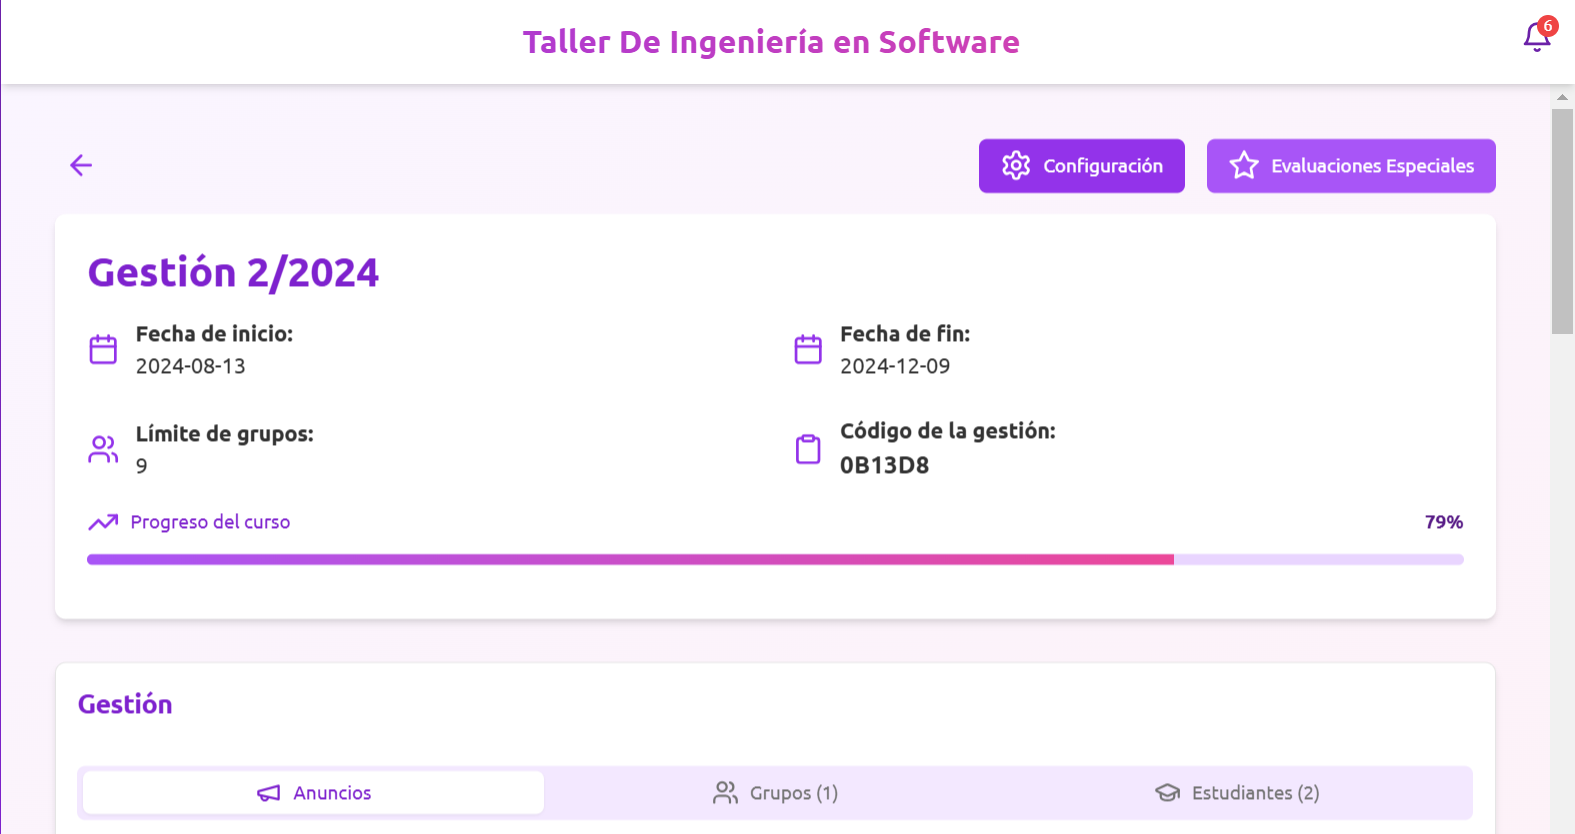 Taller De Ingeniería en Software
6
Configuración
Evaluaciones Especiales
Gestión 2/2024
Fecha de inicio:
2024-08-13
Fecha de fin:
2024-12-09
Límite de grupos:
9
Código de la gestión:
0B13D8
Progreso del curso
79%
Gestión
Anuncios
Grupos (1)
Estudiantes (2)